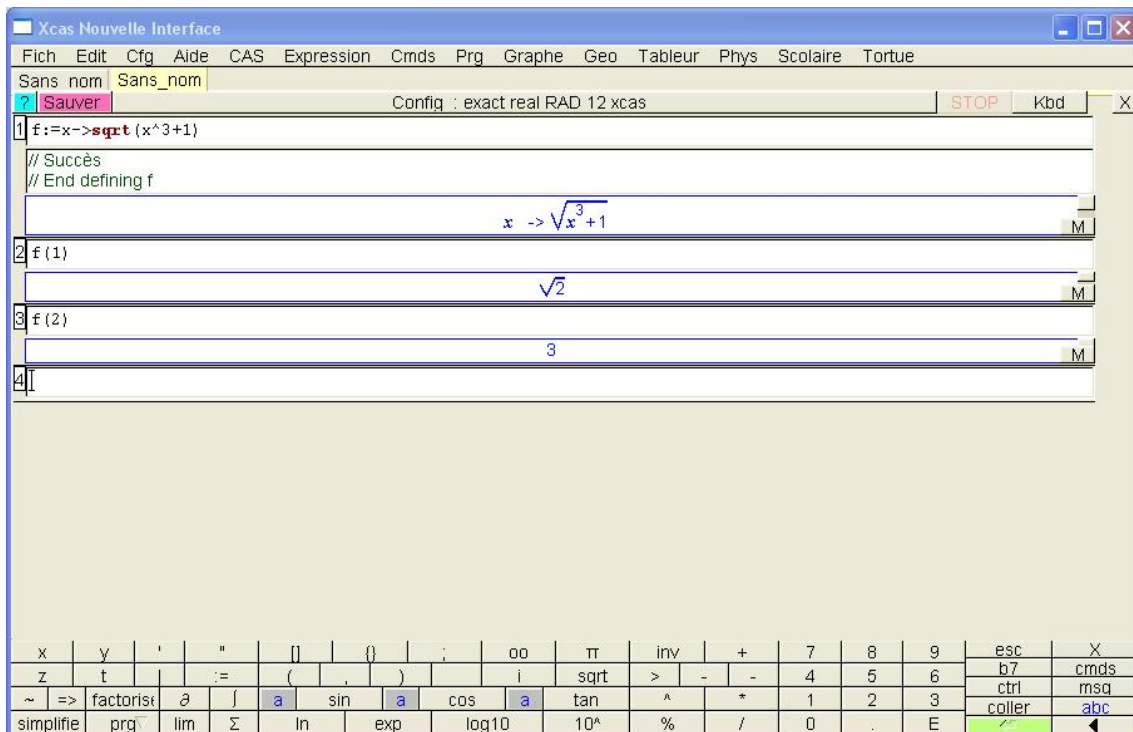 Xcas Nouvelle Interface
Fich Edit Cfg Aide CAS Expression Cmds Prg Graphe Geo Tableur Phys Scolaire Tortue
Sans nom Sans_nom
? Sauver Config : exact real RAD 12 xcas STOP Kbd X
1 f:=x->sqrt(x^3+1)
// Succès
// End defining f
x -> √x³+1
M
2 f(1)
√2
M
3 f(2)
3
M
4
x y ' " [] {} ; oo π inv + 7 8 9 esc X
z t | := ( , ) i sqrt > - - 4 5 6 b7 cmds
~ => factorise ∂ ∫ a sin a cos a tan ^ * 1 2 3 ctrl msg
simplifie prg lim Σ ln exp log10 10^ % / 0 . E coller abc